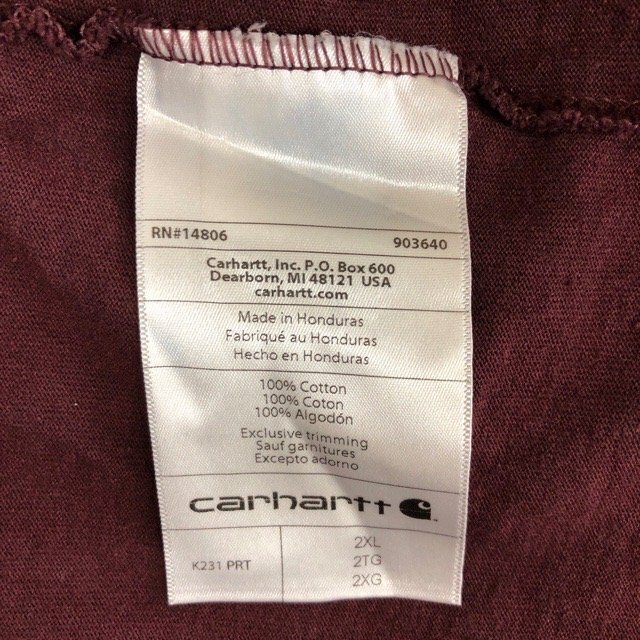 RN#14806 903640
Carhartt, Inc. P.O. Box 600
Dearborn, MI 48121 USA
carhartt.com
Made in Honduras
Fabriqué au Honduras
Hecho en Honduras
100% Cotton
100% Coton
100% Algodón
Exclusive trimming
Sauf garnitures
Excepto adorno
carhartt
K231 PRT
2XL
2TG
2XG